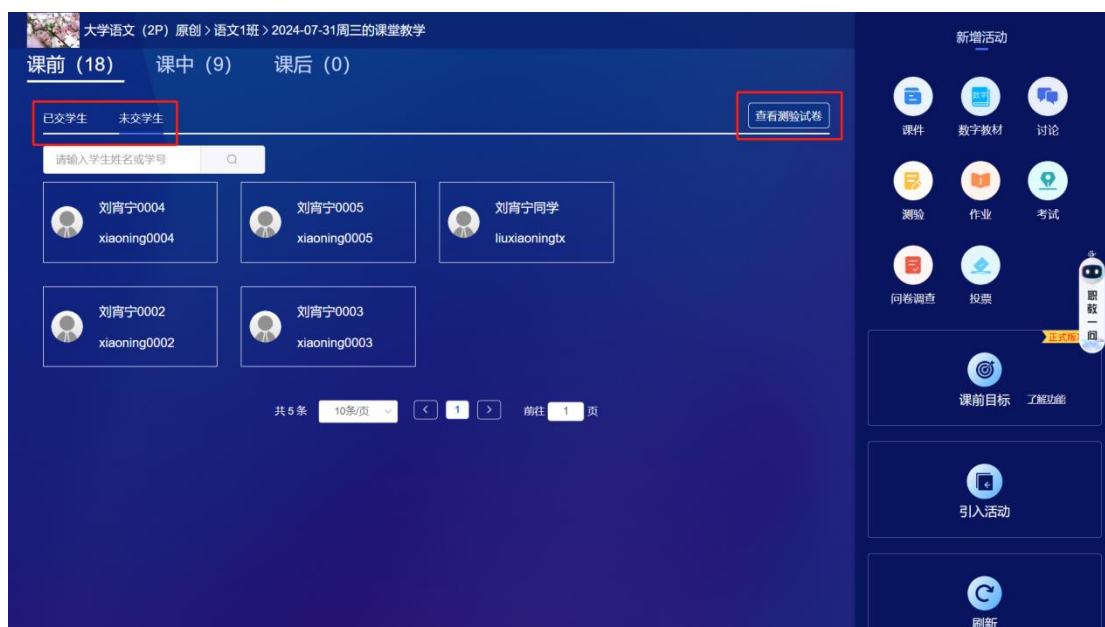 大学语文（2P）原创>语文1班>2024-07-31周三的课堂教学
课前（18） 课中（9） 课后（0）
已交学生 未交学生 查看测验试卷
请输入学生姓名或学号
刘宵宁0004
xiaoning0004
刘宵宁0005
xiaoning0005
刘宵宁同学
liuxiaoningtx
刘宵宁0002
xiaoning0002
刘宵宁0003
xiaoning0003
共5条 10条/页 1 前往 1 页
新增活动
课件 数字教材 讨论
测验 作业 考试
问卷调查 投票
职教一问
正式版
课前目标 了解功能
引入活动
刷新